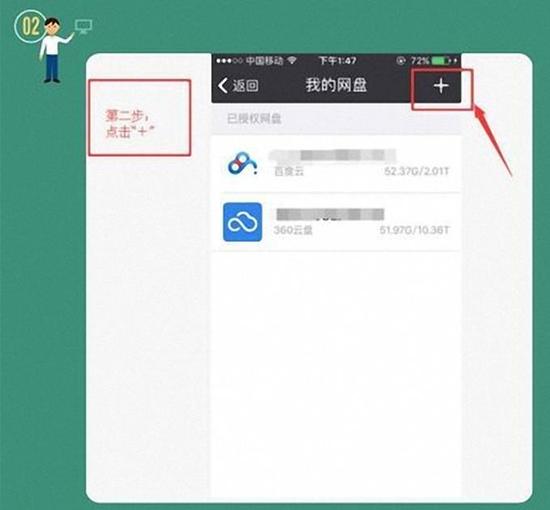 02
中国移动 下午1:47 72%
返回 我的网盘 +
第二步，
点击“+”
已授权网盘
百度云 52.37G/2.01T
360云盘 51.97G/10.36T